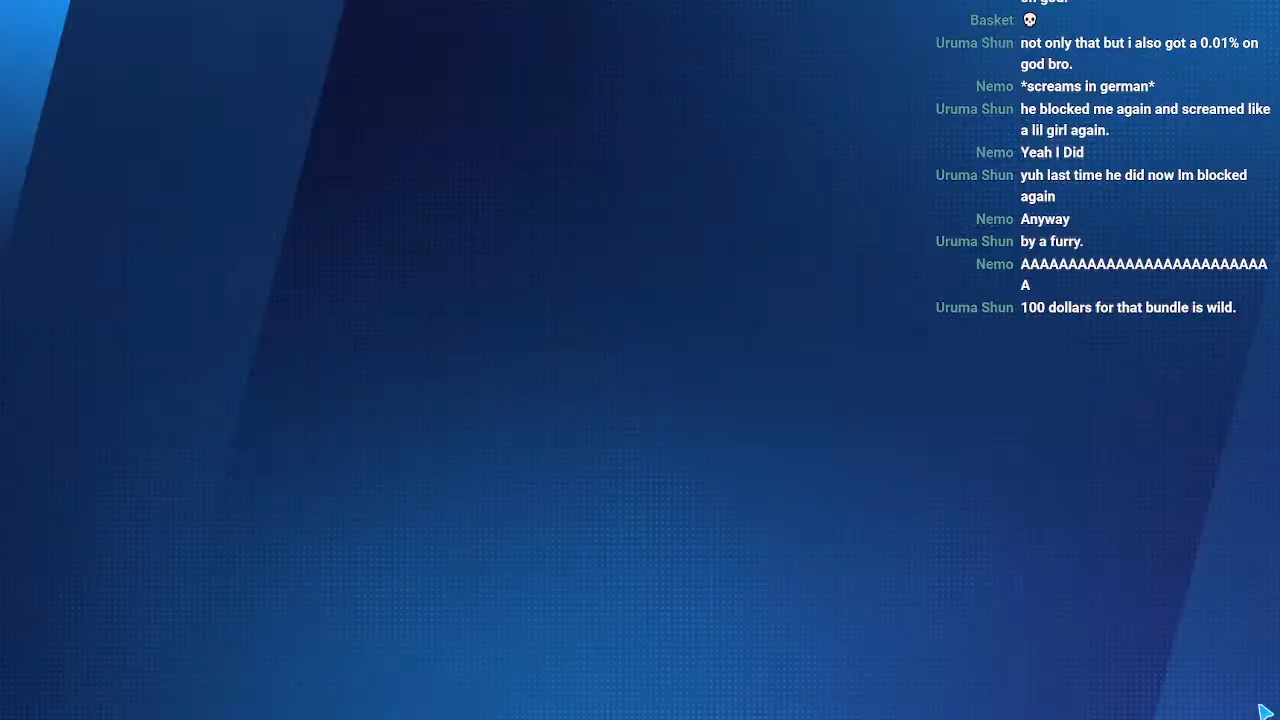 on god.
Basket 💀
Uruma Shun not only that but i also got a 0.01% on
god bro.
Nemo *screams in german*
Uruma Shun he blocked me again and screamed like
a lil girl again.
Nemo Yeah I Did
Uruma Shun yuh last time he did now Im blocked
again
Nemo Anyway
Uruma Shun by a furry.
Nemo AAAAAAAAAAAAAAAAAAAAAAAAAA
A
Uruma Shun 100 dollars for that bundle is wild.